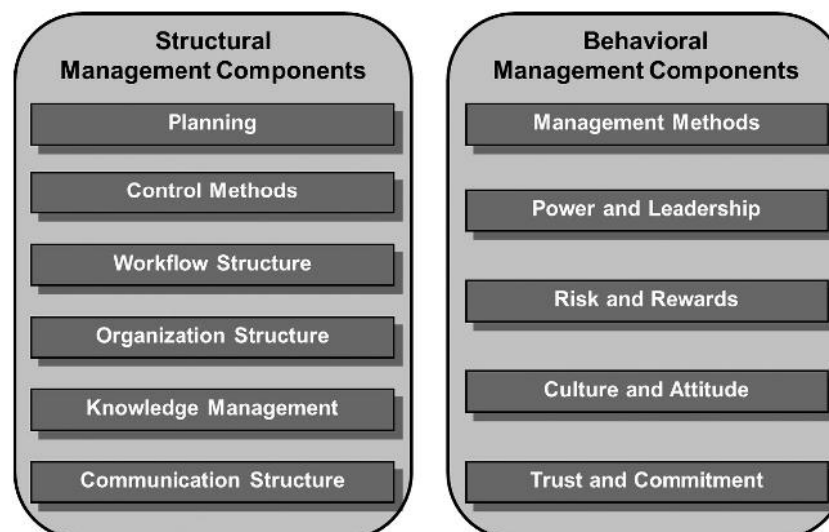 Structural
Management Components
Planning
Control Methods
Workflow Structure
Organization Structure
Knowledge Management
Communication Structure
Behavioral
Management Components
Management Methods
Power and Leadership
Risk and Rewards
Culture and Attitude
Trust and Commitment